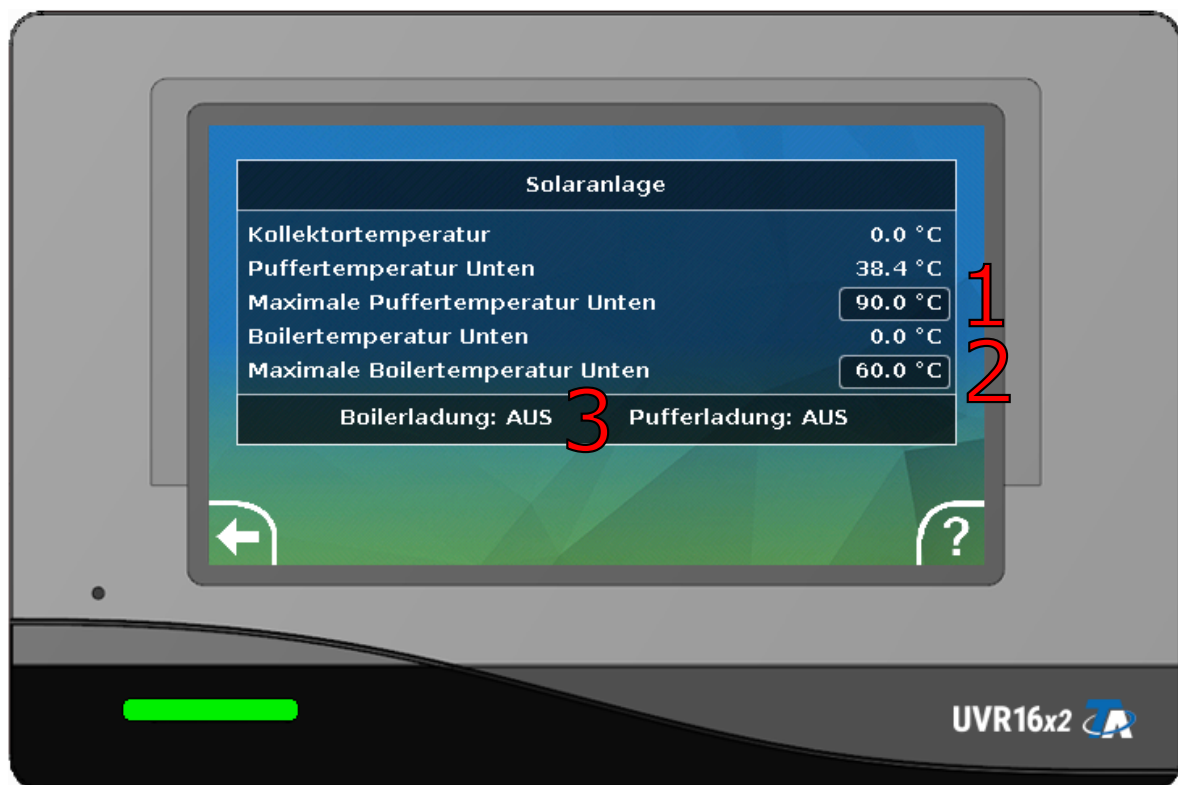 Solaranlage
Kollektortemperatur 0.0 °C
Puffertemperatur Unten 38.4 °C
Maximale Puffertemperatur Unten 90.0 °C 1
Boilertemperatur Unten 0.0 °C
Maximale Boilertemperatur Unten 60.0 °C 2
Boilerladung: AUS 3 Pufferladung: AUS
?
UVR16x2 TA